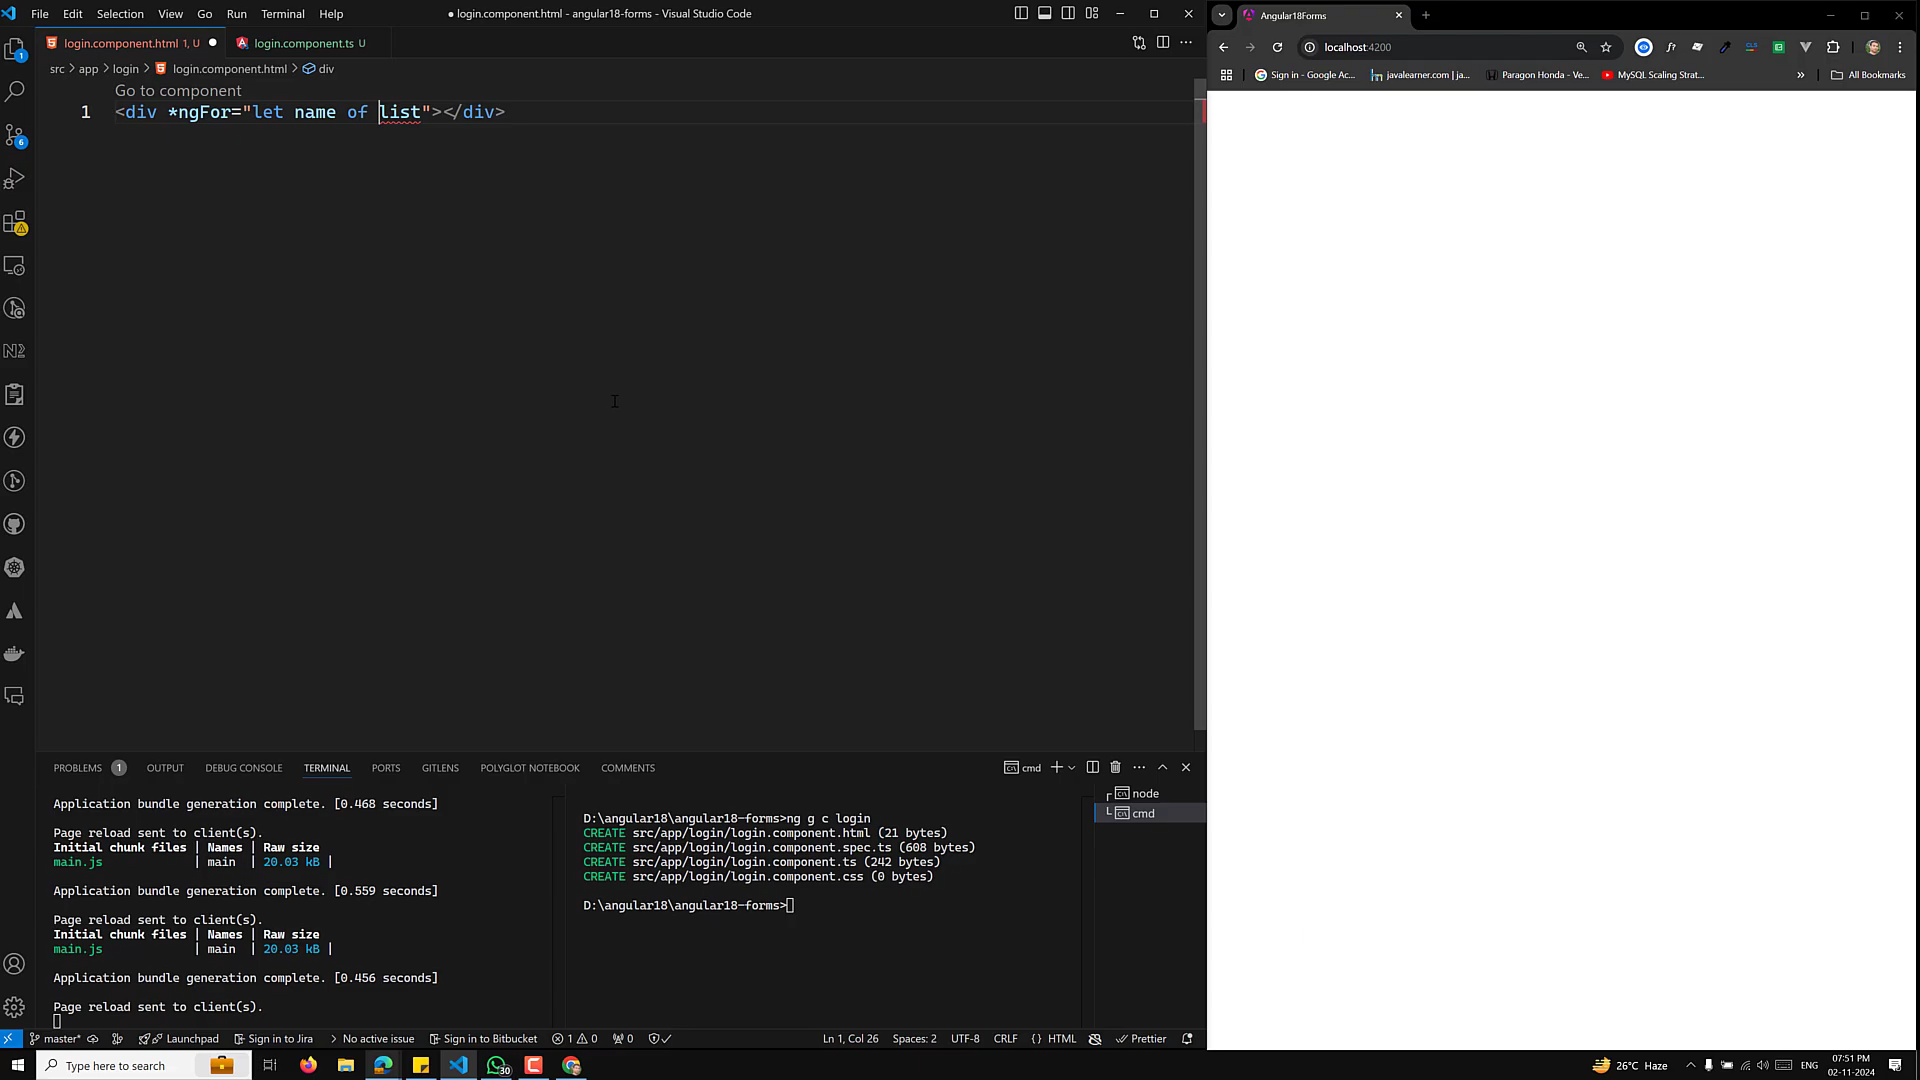 File Edit Selection View Go Run Terminal Help
● login.component.html - angular18-forms - Visual Studio Code
login.component.html 1, U ●
login.component.ts U
src > app > login > login.component.html > div
Go to component
1 <div *ngFor="let name of list"></div>
PROBLEMS 1 OUTPUT DEBUG CONSOLE TERMINAL PORTS GITLENS POLYGLOT NOTEBOOK COMMENTS
cmd
Application bundle generation complete. [0.468 seconds]
Page reload sent to client(s).
Initial chunk files | Names | Raw size
main.js | main | 20.03 kB |
Application bundle generation complete. [0.559 seconds]
Page reload sent to client(s).
Initial chunk files | Names | Raw size
main.js | main | 20.03 kB |
Application bundle generation complete. [0.456 seconds]
Page reload sent to client(s).
D:\angular18\angular18-forms>ng g c login
CREATE src/app/login/login.component.html (21 bytes)
CREATE src/app/login/login.component.spec.ts (608 bytes)
CREATE src/app/login/login.component.ts (242 bytes)
CREATE src/app/login/login.component.css (0 bytes)
D:\angular18\angular18-forms>
node
cmd
1
6
master* Launchpad Sign in to Jira No active issue Sign in to Bitbucket 1 0 0
Ln 1, Col 26 Spaces: 2 UTF-8 CRLF {} HTML Prettier
Angular18Forms
localhost:4200
Sign in - Google Ac...
javalearner.com | ja...
Paragon Honda - Ve...
MySQL Scaling Strat...
» All Bookmarks
Type here to search
30
26°C Haze
ENG
07:51 PM
02-11-2024